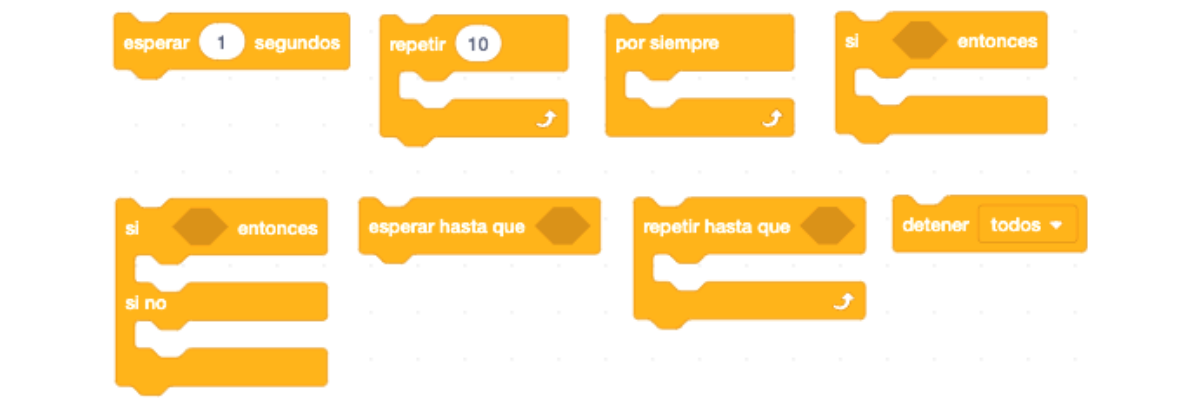 esperar 1 segundos
repetir 10
por siempre
si entonces
si entonces
si no
esperar hasta que
repetir hasta que
detener todos